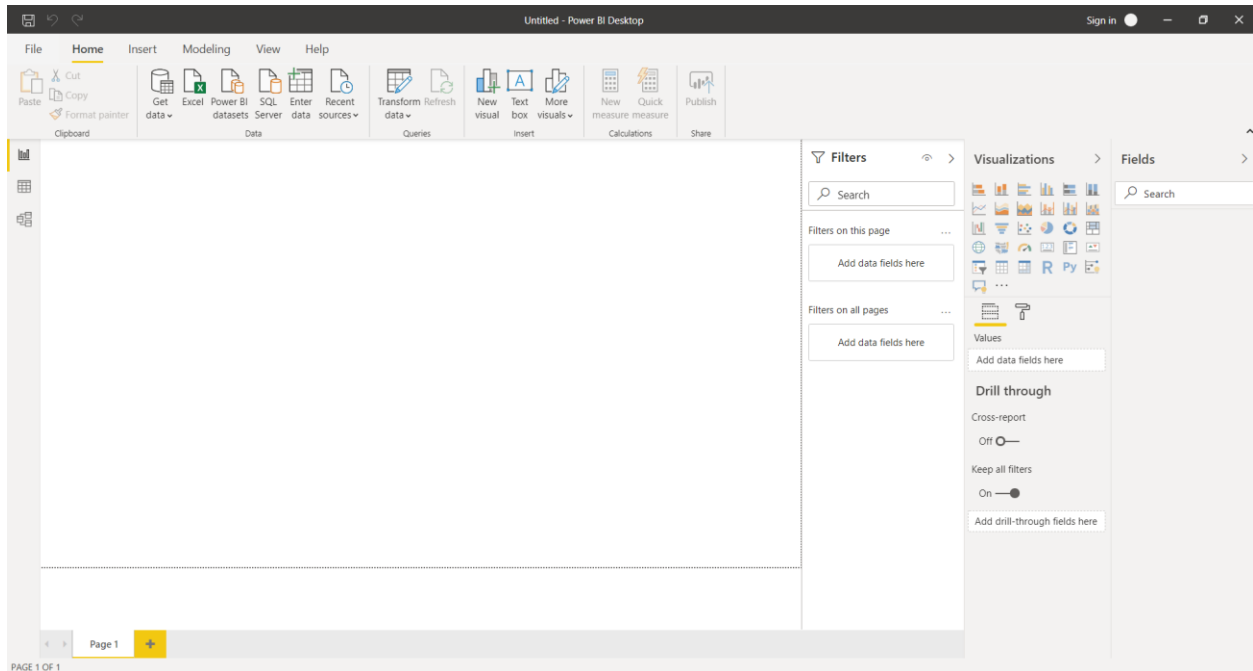 Untitled - Power BI Desktop
Sign in
File Home Insert Modeling View Help
Paste
Cut
Copy
Format painter
Clipboard
Get data
Excel
Power BI datasets
SQL Server
Enter data
Recent sources
Data
Transform data
Refresh
Queries
New visual
Text box
More visuals
Insert
New measure
Quick measure
Calculations
Publish
Share
Filters
Search
Filters on this page
...
Add data fields here
Filters on all pages
...
Add data fields here
Visualizations
R Py
...
Values
Add data fields here
Drill through
Cross-report
Off
Keep all filters
On
Add drill-through fields here
Fields
Search
Page 1
PAGE 1 OF 1